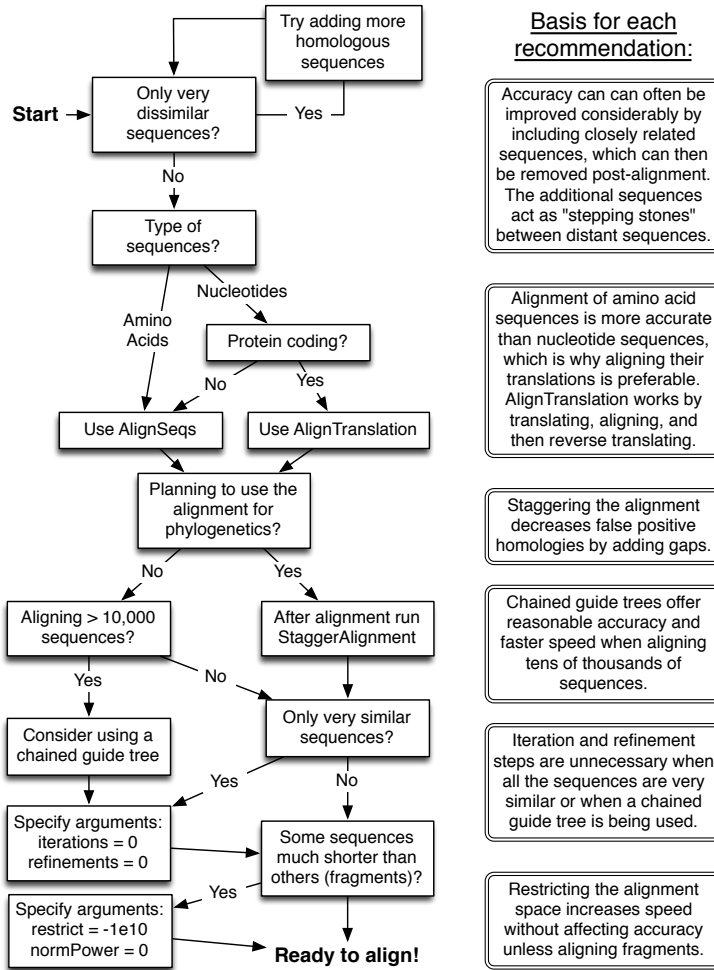 Try adding more
homologous
sequences
Only very
dissimilar
sequences?
Start
Yes
No
Type of
sequences?
Nucleotides
Amino
Acids
Protein coding?
No
Yes
Use AlignSeqs
Use AlignTranslation
Planning to use the
alignment for
phylogenetics?
No
Yes
Aligning > 10,000
sequences?
After alignment run
StaggerAlignment
Yes
No
Consider using a
chained guide tree
Only very similar
sequences?
Yes
No
Specify arguments:
iterations = 0
refinements = 0
Some sequences
much shorter than
others (fragments)?
Yes
Specify arguments:
restrict = -1e10
normPower = 0
Ready to align!
Basis for each
recommendation:
Accuracy can can often be
improved considerably by
including closely related
sequences, which can then
be removed post-alignment.
The additional sequences
act as "stepping stones"
between distant sequences.
Alignment of amino acid
sequences is more accurate
than nucleotide sequences,
which is why aligning their
translations is preferable.
AlignTranslation works by
translating, aligning, and
then reverse translating.
Staggering the alignment
decreases false positive
homologies by adding gaps.
Chained guide trees offer
reasonable accuracy and
faster speed when aligning
tens of thousands of
sequences.
Iteration and refinement
steps are unnecessary when
all the sequences are very
similar or when a chained
guide tree is being used.
Restricting the alignment
space increases speed
without affecting accuracy
unless aligning fragments.